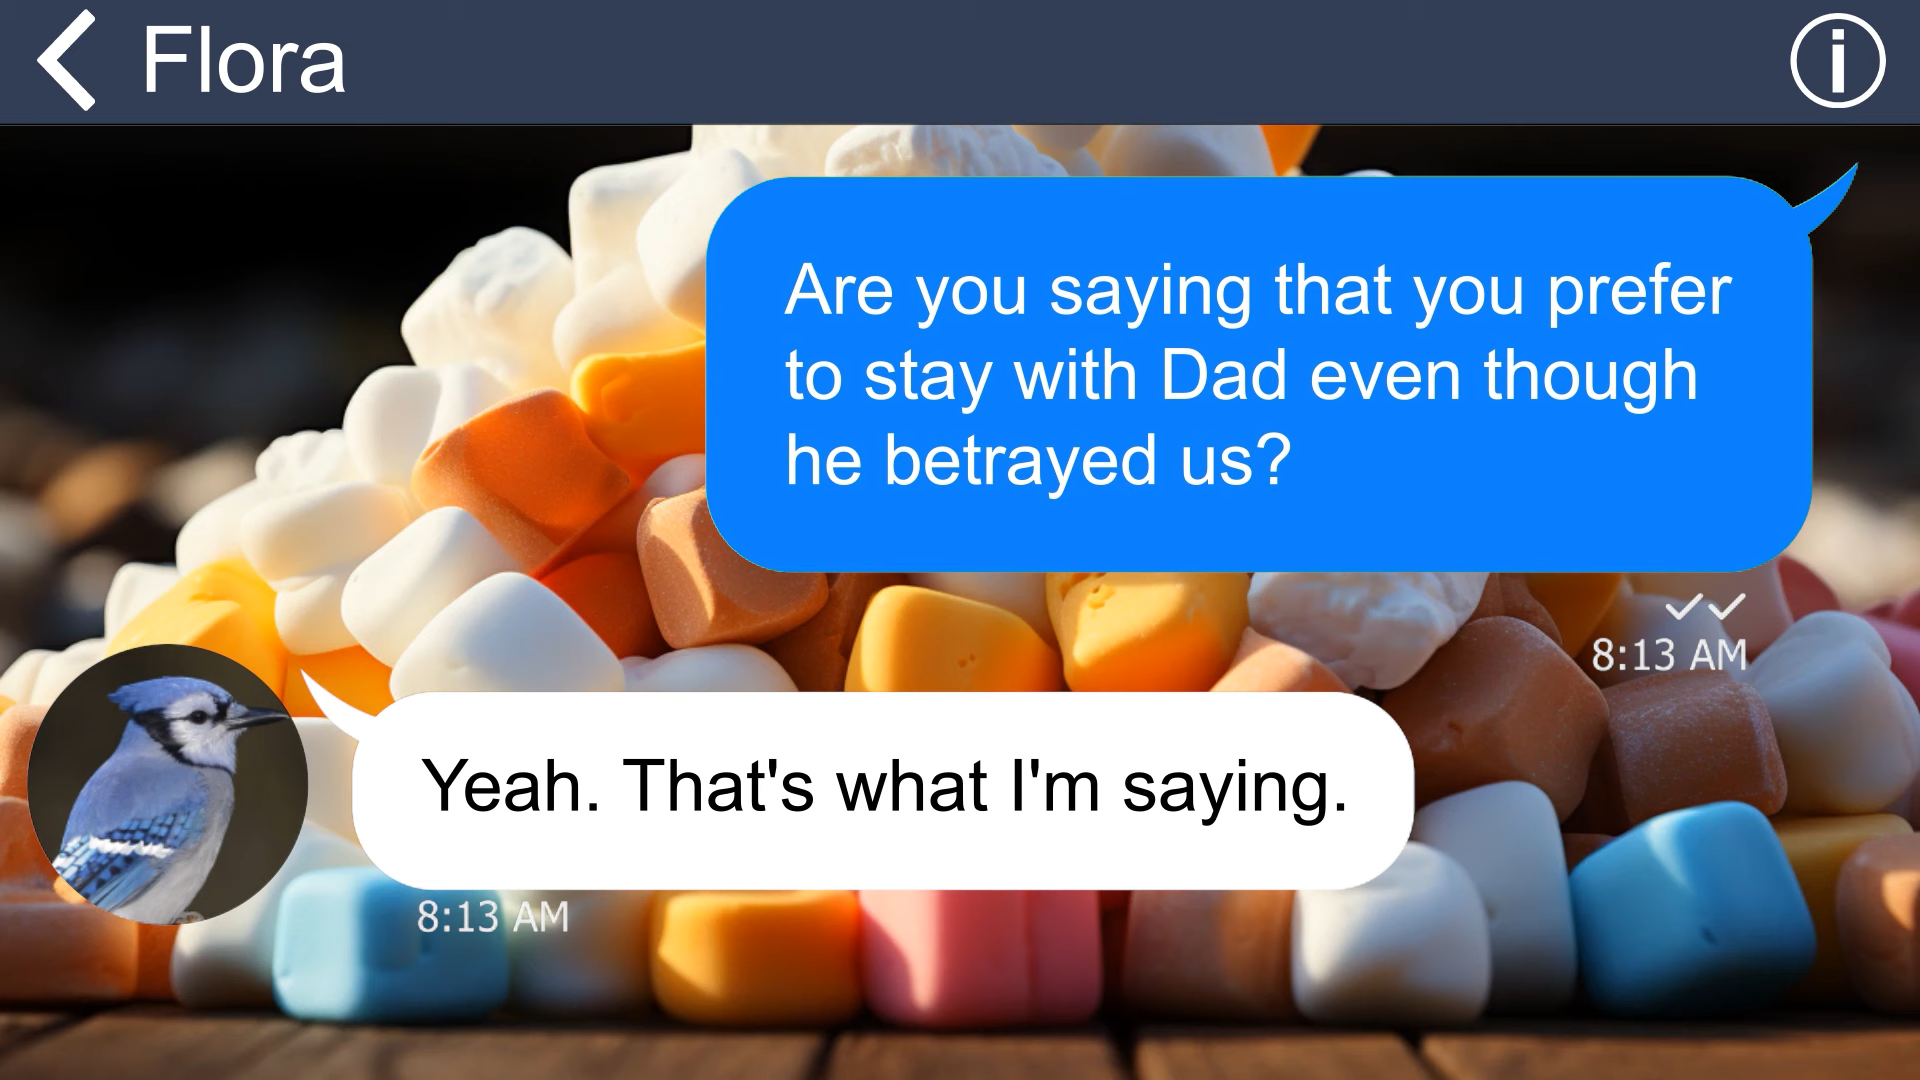 Flora
Are you saying that you prefer
to stay with Dad even though
he betrayed us?
8:13 AM
Yeah. That's what I'm saying.
8:13 AM